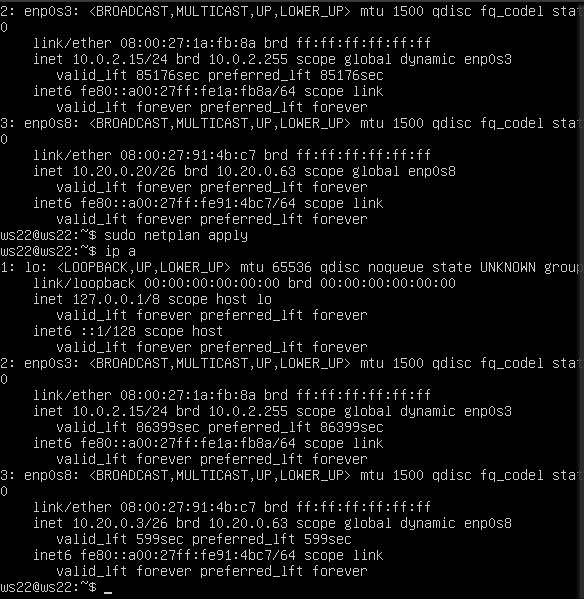 2: enp0s3: <BROADCAST,MULTICAST,UP,LOWER_UP> mtu 1500 qdisc fq_codel stat
0
    link/ether 08:00:27:1a:fb:8a brd ff:ff:ff:ff:ff:ff
    inet 10.0.2.15/24 brd 10.0.2.255 scope global dynamic enp0s3
       valid_lft 85176sec preferred_lft 85176sec
    inet6 fe80::a00:27ff:fe1a:fb8a/64 scope link
       valid_lft forever preferred_lft forever
3: enp0s8: <BROADCAST,MULTICAST,UP,LOWER_UP> mtu 1500 qdisc fq_codel stat
0
    link/ether 08:00:27:91:4b:c7 brd ff:ff:ff:ff:ff:ff
    inet 10.20.0.20/26 brd 10.20.0.63 scope global enp0s8
       valid_lft forever preferred_lft forever
    inet6 fe80::a00:27ff:fe91:4bc7/64 scope link
       valid_lft forever preferred_lft forever
ws22@ws22:~$ sudo netplan apply
ws22@ws22:~$ ip a
1: lo: <LOOPBACK,UP,LOWER_UP> mtu 65536 qdisc noqueue state UNKNOWN group
    link/loopback 00:00:00:00:00:00 brd 00:00:00:00:00:00
    inet 127.0.0.1/8 scope host lo
       valid_lft forever preferred_lft forever
    inet6 ::1/128 scope host
       valid_lft forever preferred_lft forever
2: enp0s3: <BROADCAST,MULTICAST,UP,LOWER_UP> mtu 1500 qdisc fq_codel stat
0
    link/ether 08:00:27:1a:fb:8a brd ff:ff:ff:ff:ff:ff
    inet 10.0.2.15/24 brd 10.0.2.255 scope global dynamic enp0s3
       valid_lft 86399sec preferred_lft 86399sec
    inet6 fe80::a00:27ff:fe1a:fb8a/64 scope link
       valid_lft forever preferred_lft forever
3: enp0s8: <BROADCAST,MULTICAST,UP,LOWER_UP> mtu 1500 qdisc fq_codel stat
0
    link/ether 08:00:27:91:4b:c7 brd ff:ff:ff:ff:ff:ff
    inet 10.20.0.3/26 brd 10.20.0.63 scope global dynamic enp0s8
       valid_lft 599sec preferred_lft 599sec
    inet6 fe80::a00:27ff:fe91:4bc7/64 scope link
       valid_lft forever preferred_lft forever
ws22@ws22:~$ _